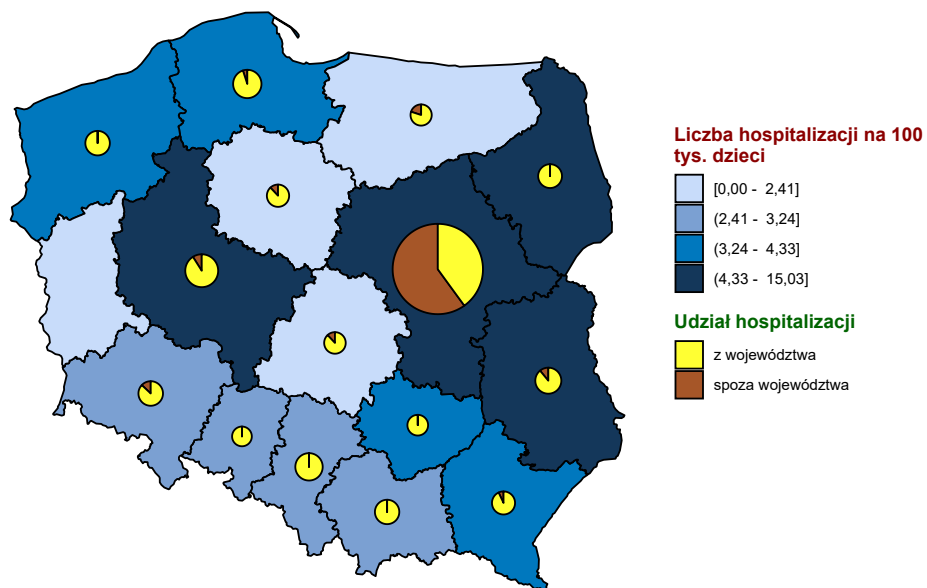 Liczba hospitalizacji na 100
tys. dzieci
[0,00 - 2,41]
(2,41 - 3,24]
(3,24 - 4,33]
(4,33 - 15,03]
Udział hospitalizacji
z województwa
spoza województwa